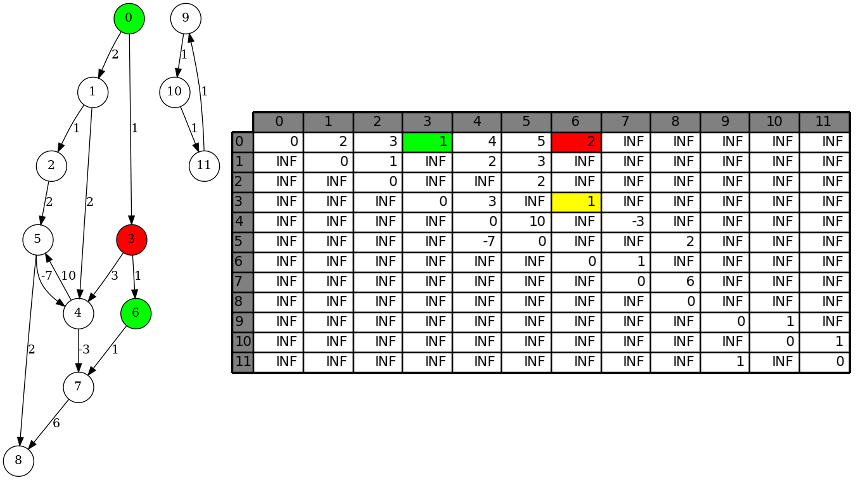 0
9
2
1
1
10
1
1
1
1
2
11
2
2
5
3
-7
10
3
1
4
6
2
-3
1
7
6
8
0 1 2 3 4 5 6 7 8 9 10 11
0 0 2 3 1 4 5 2 INF INF INF INF INF
1 INF 0 1 INF 2 3 INF INF INF INF INF INF
2 INF INF 0 INF INF 2 INF INF INF INF INF INF
3 INF INF INF 0 3 INF 1 INF INF INF INF INF
4 INF INF INF INF 0 10 INF -3 INF INF INF INF
5 INF INF INF INF -7 0 INF INF 2 INF INF INF
6 INF INF INF INF INF INF 0 1 INF INF INF INF
7 INF INF INF INF INF INF INF 0 6 INF INF INF
8 INF INF INF INF INF INF INF INF 0 INF INF INF
9 INF INF INF INF INF INF INF INF INF 0 1 INF
10 INF INF INF INF INF INF INF INF INF INF 0 1
11 INF INF INF INF INF INF INF INF INF 1 INF 0